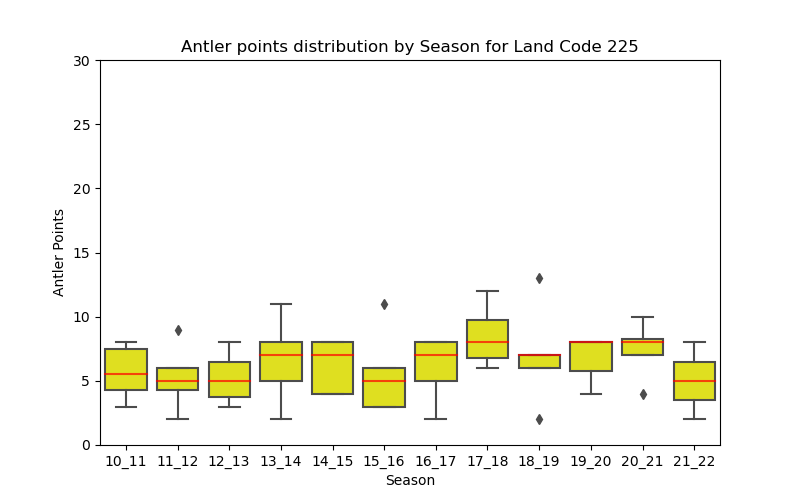 Antler points distribution by Season for Land Code 225
30
25
20
15
10
5
0
Antler Points
10_11 11_12 12_13 13_14 14_15 15_16 16_17 17_18 18_19 19_20 20_21 21_22
Season